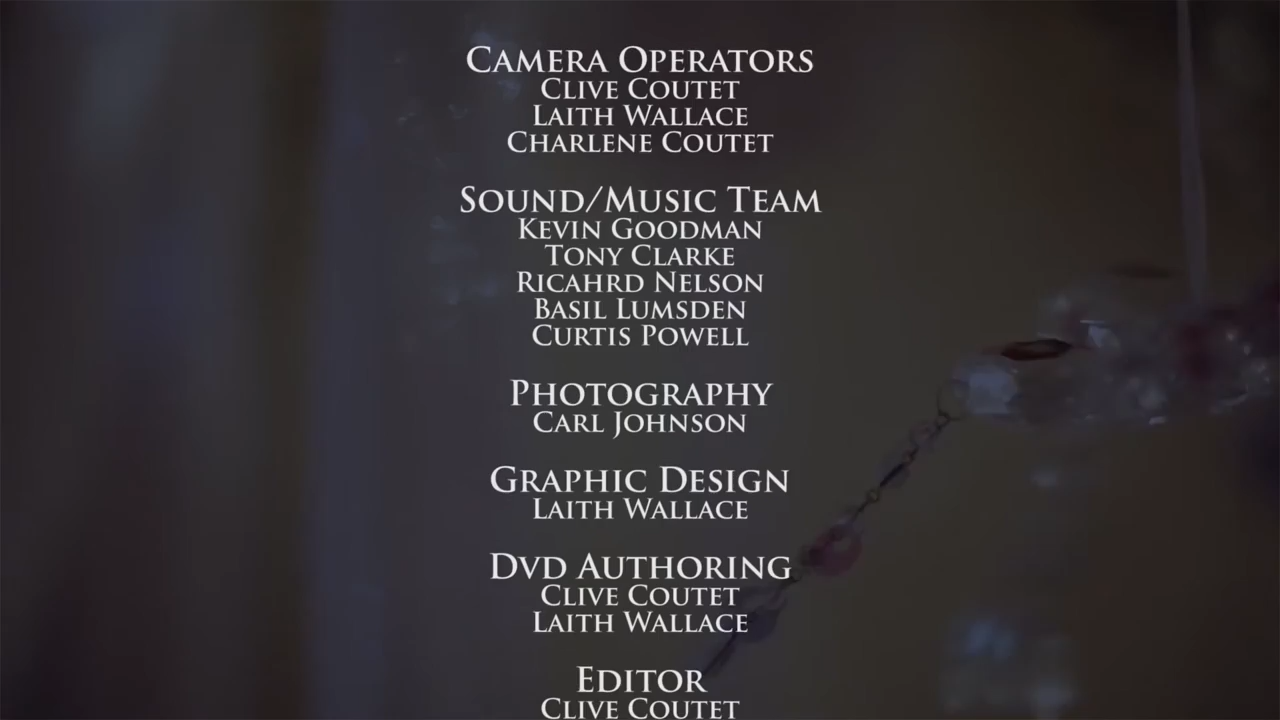 CAMERA OPERATORS
CLIVE COUTET
LAITH WALLACE
CHARLENE COUTET
SOUND/MUSIC TEAM
KEVIN GOODMAN
TONY CLARKE
RICAHRD NELSON
BASIL LUMSDEN
CURTIS POWELL
PHOTOGRAPHY
CARL JOHNSON
GRAPHIC DESIGN
LAITH WALLACE
DVD AUTHORING
CLIVE COUTET
LAITH WALLACE
EDITOR
CLIVE COUTET